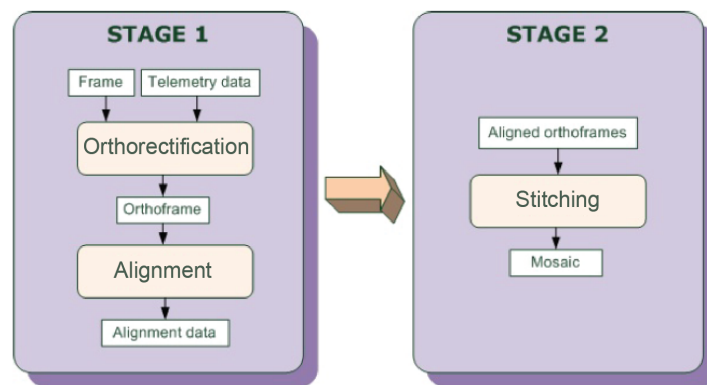 STAGE 1
Frame
Telemetry data
Orthorectification
Orthoframe
Alignment
Alignment data
STAGE 2
Aligned orthoframes
Stitching
Mosaic